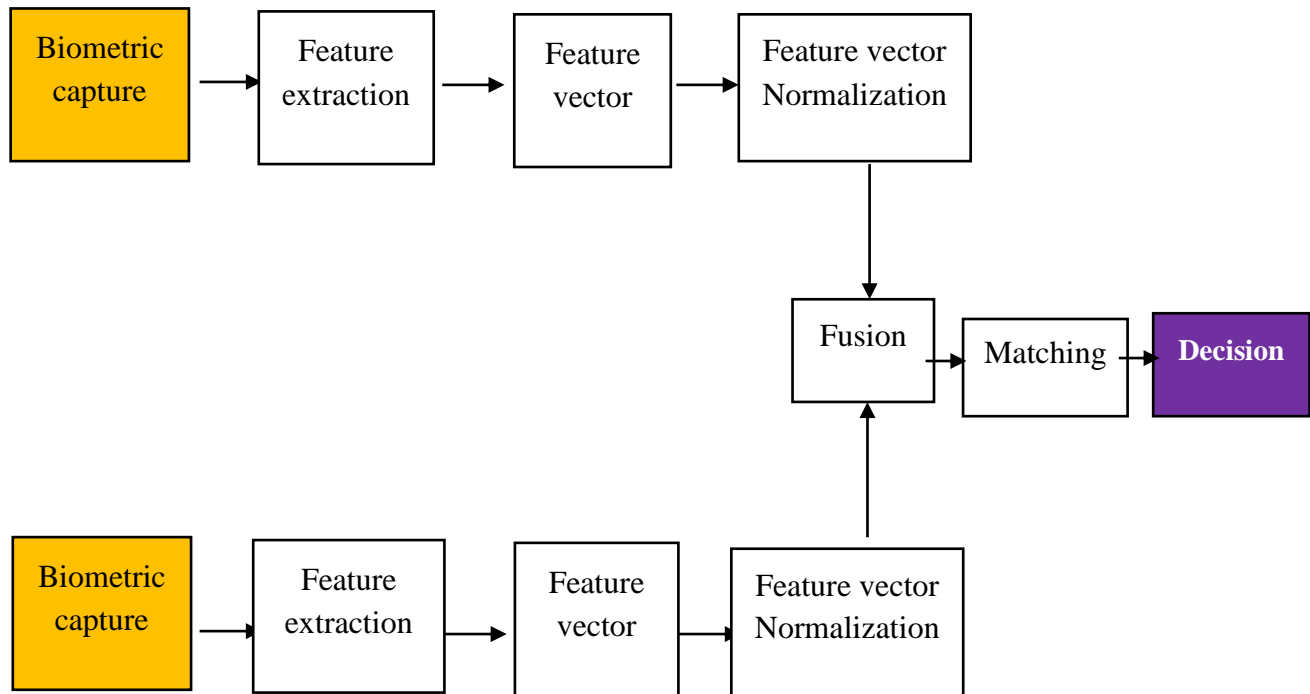 Biometric
capture
Feature
extraction
Feature
vector
Feature vector
Normalization
Fusion
Matching
Decision
Biometric
capture
Feature
extraction
Feature
vector
Feature vector
Normalization